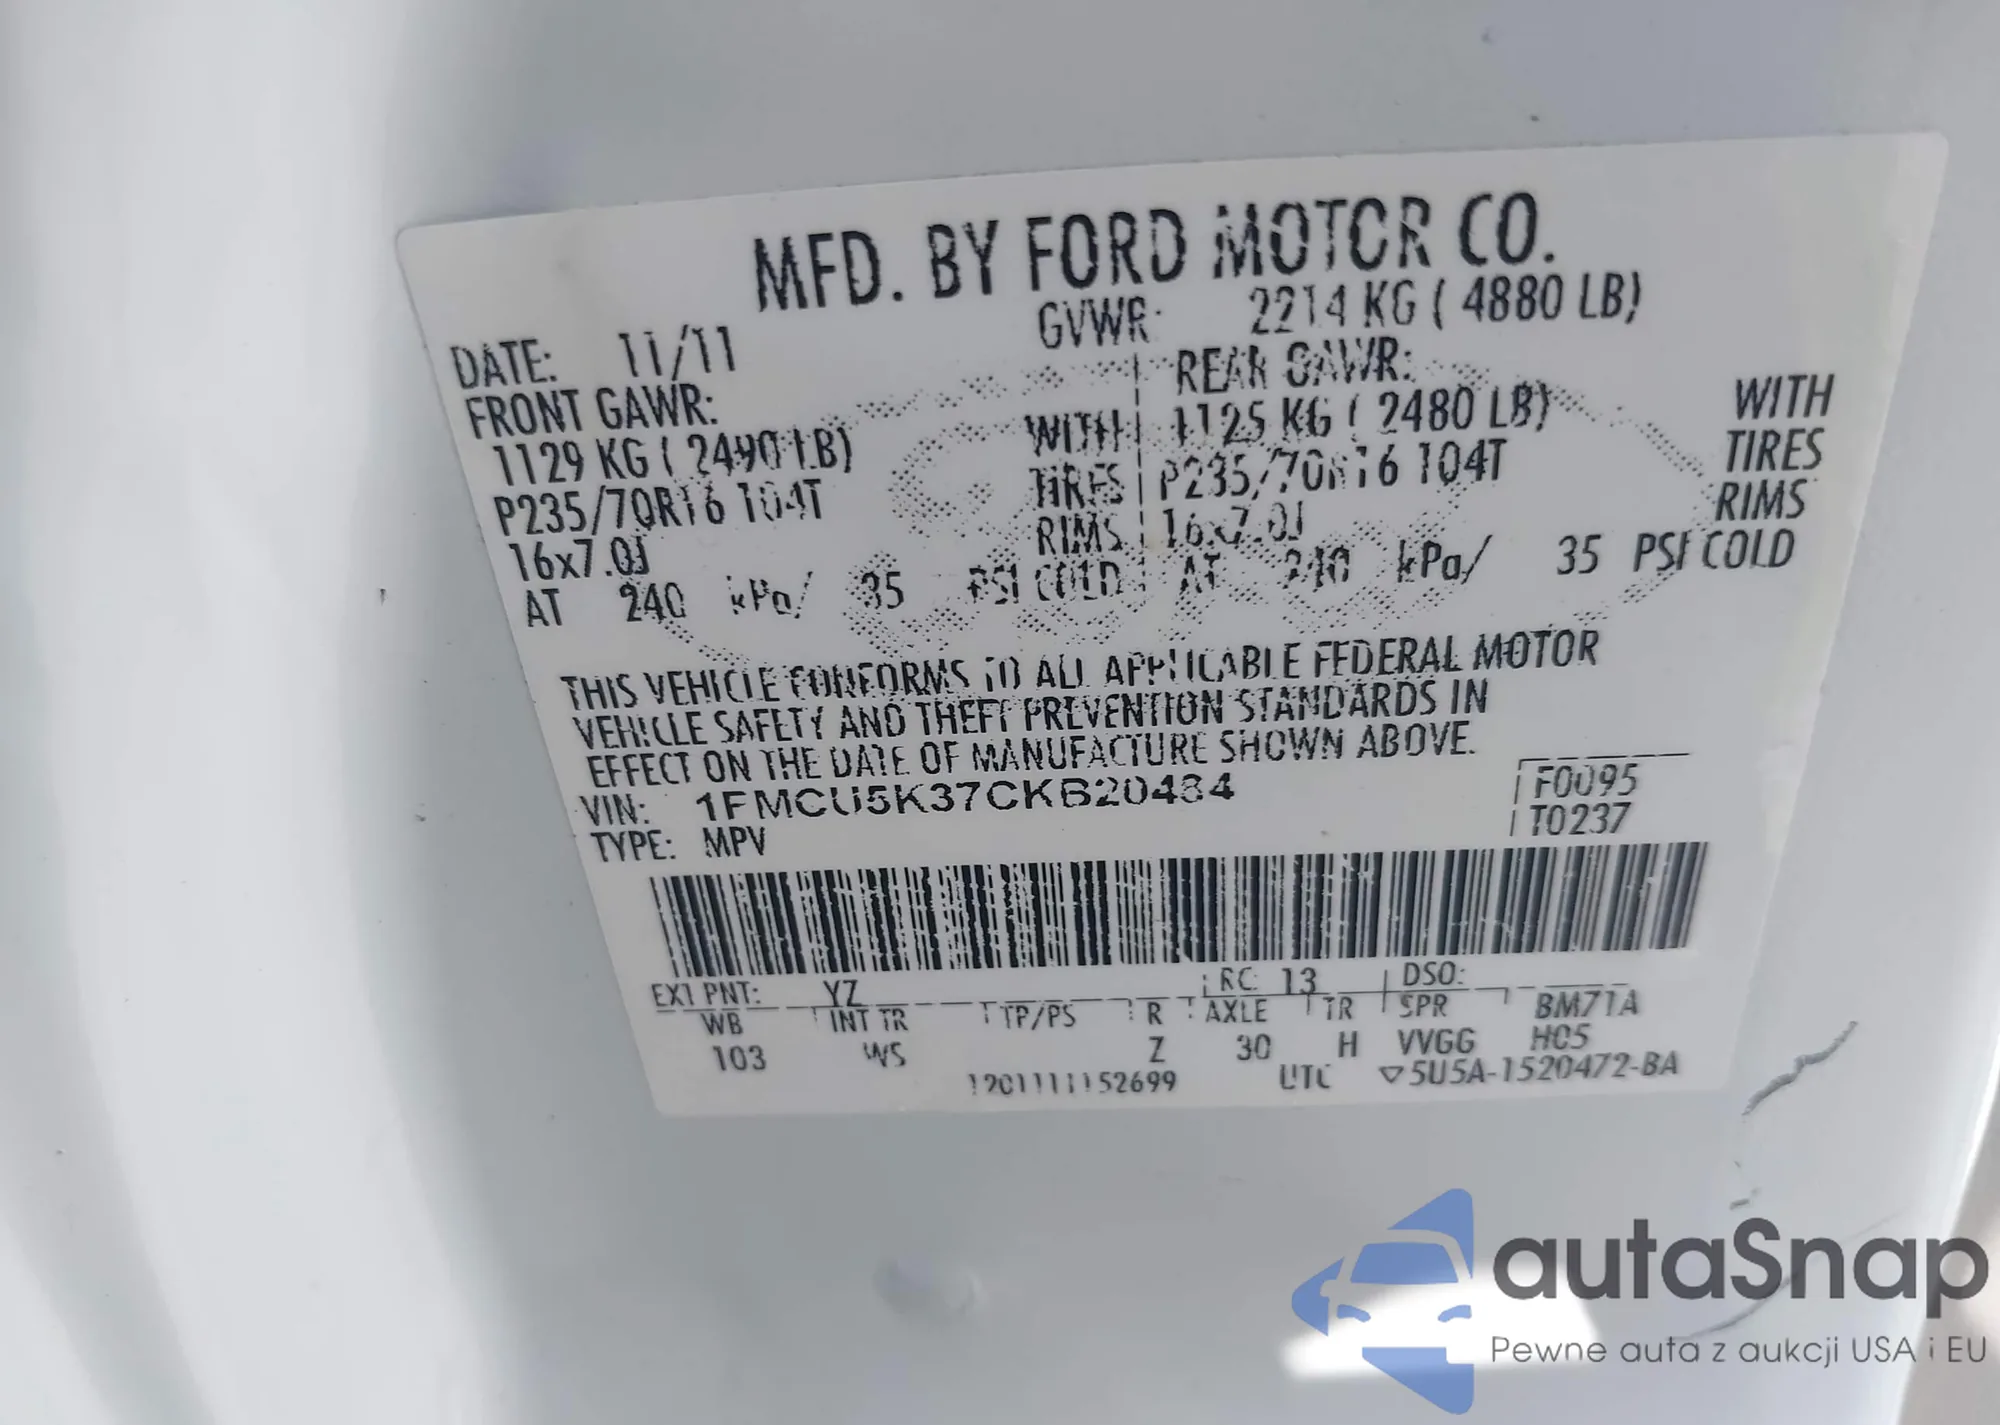 MFD. BY FORD MOTOR CO.
DATE: 11/11 GVWR: 2214 KG ( 4880 LB)
FRONT GAWR: REAR GAWR:
1129 KG ( 2490 LB) WITH 1125 KG ( 2480 LB) WITH
P235/70R16 104T TIRES P235/70R16 104T TIRES
16x7.0J RIMS 16x7.0J RIMS
AT 240 kPa/ 35 PSI COLD AT 240 kPa/ 35 PSI COLD
THIS VEHICLE CONFORMS TO ALL APPLICABLE FEDERAL MOTOR
VEHICLE SAFETY AND THEFT PREVENTION STANDARDS IN
EFFECT ON THE DATE OF MANUFACTURE SHOWN ABOVE.
VIN: 1FMCU5K37CKB20484
F0095
TYPE: MPV
T0237
EXT PNT: YZ RC: 13 DSO:
WB INT TR TP/PS R AXLE TR SPR BM71A
103 WS Z 30 H VVGG H05
1201111152699 UTC ▽5U5A-1520472-BA
autaSnap
Pewne auta z aukcji USA i EU